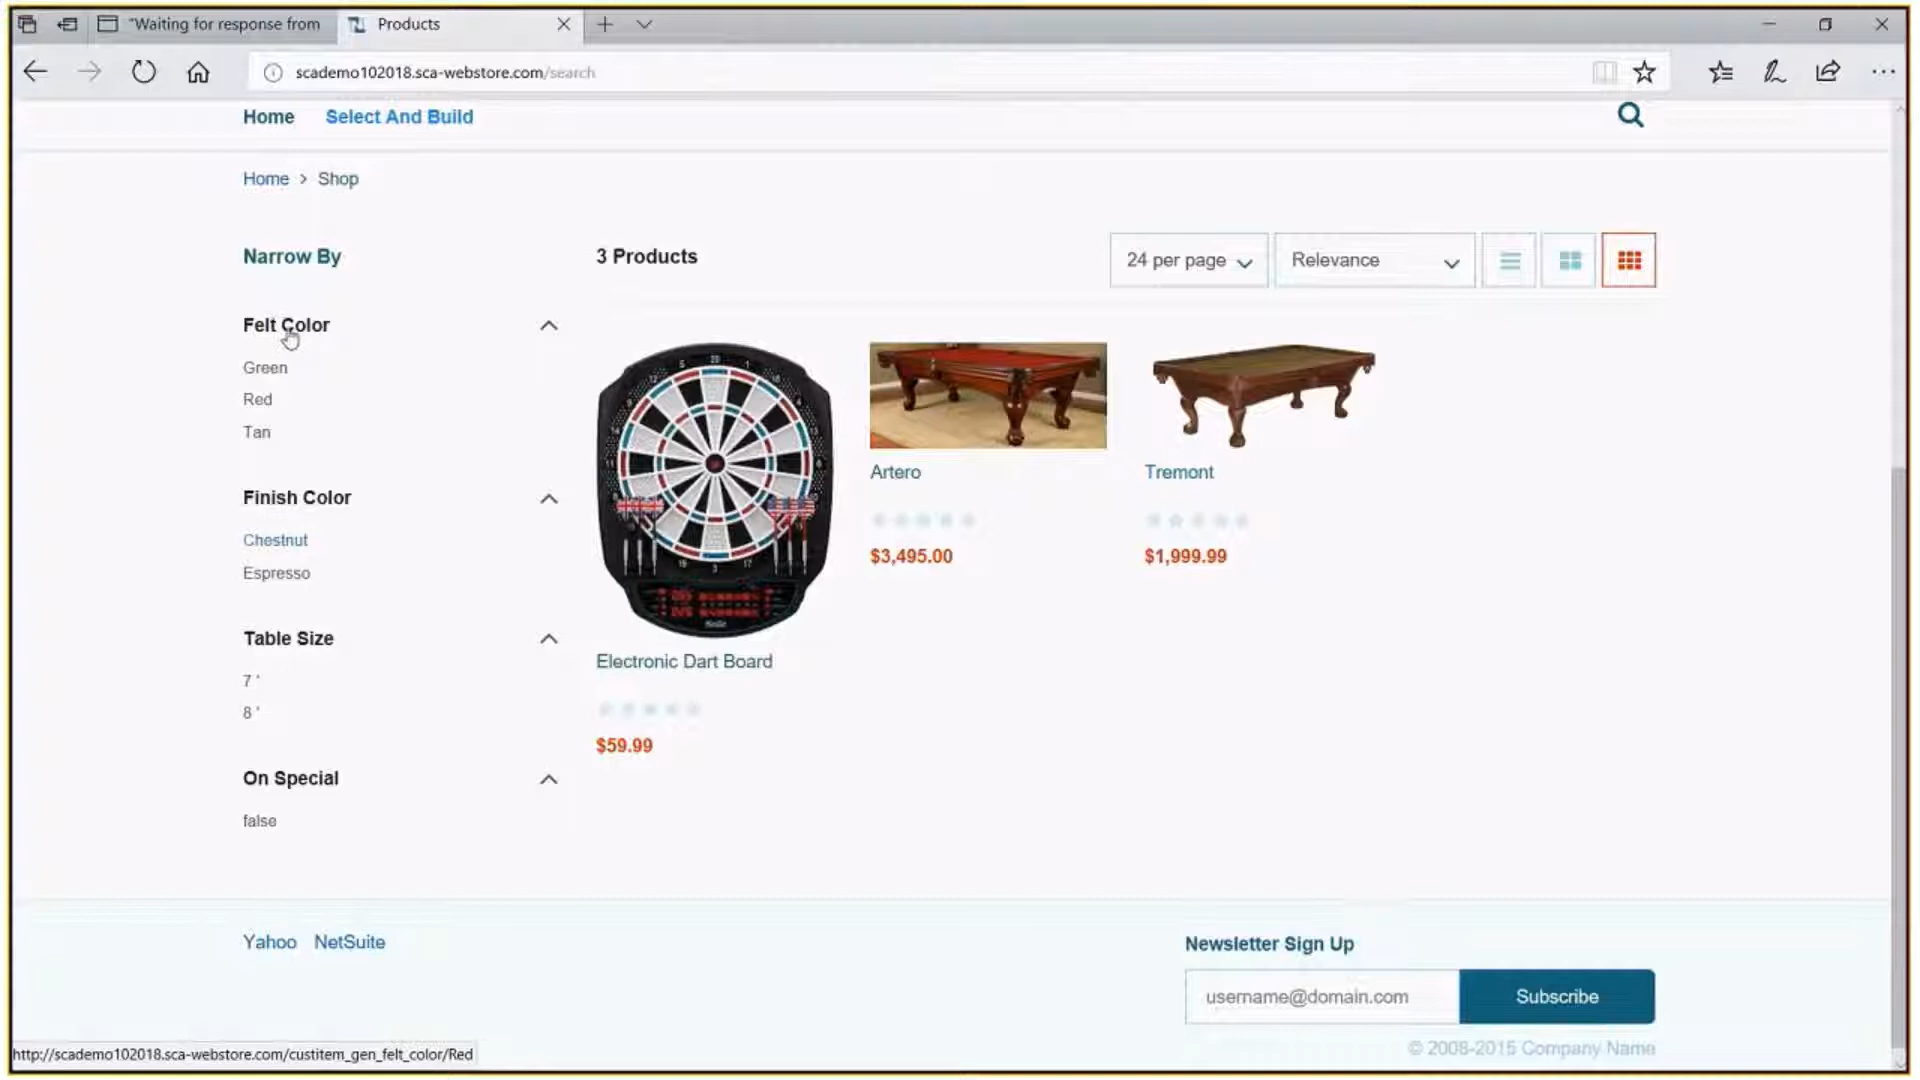 "Waiting for response from
Products
scademo102018.sca-webstore.com/search
Home Select And Build
Home > Shop
Narrow By
3 Products
24 per page
Relevance
Felt Color
Green
Red
Tan
Finish Color
Chestnut
Espresso
Table Size
7 '
8 '
On Special
false
Electronic Dart Board
$59.99
Artero
$3,495.00
Tremont
$1,999.99
Yahoo NetSuite
Newsletter Sign Up
username@domain.com
Subscribe
© 2008-2015 Company Name
http://scademo102018.sca-webstore.com/custitem_gen_felt_color/Red